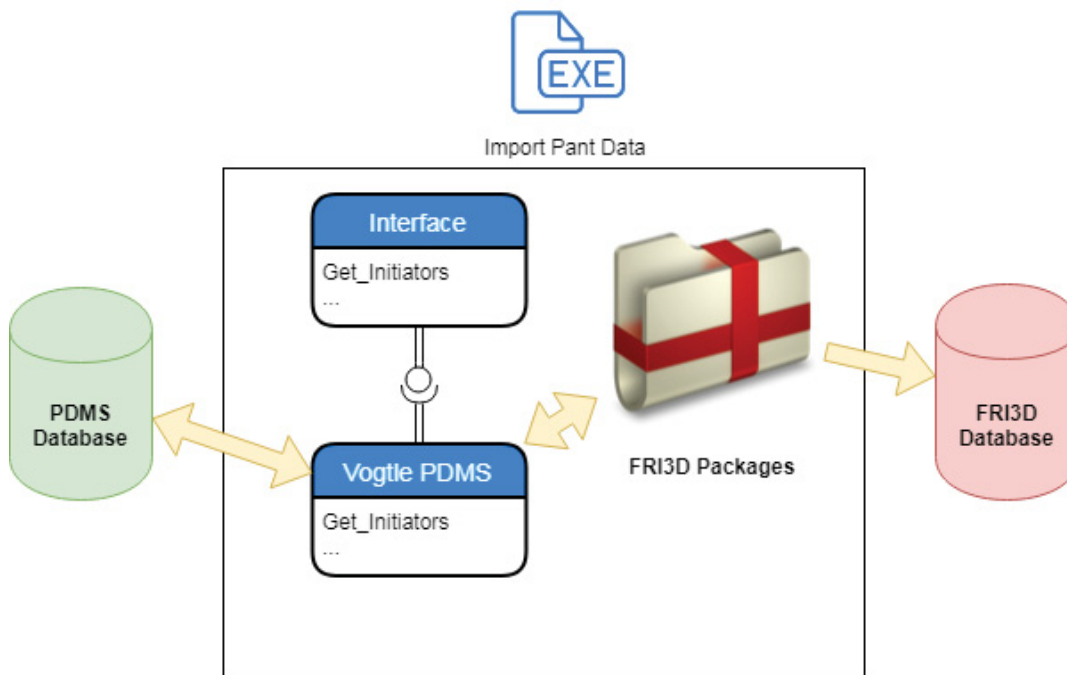 EXE
Import Pant Data
Interface
Get_Initiators
...
PDMS
Database
Vogtle PDMS
Get_Initiators
...
FRI3D Packages
FRI3D
Database